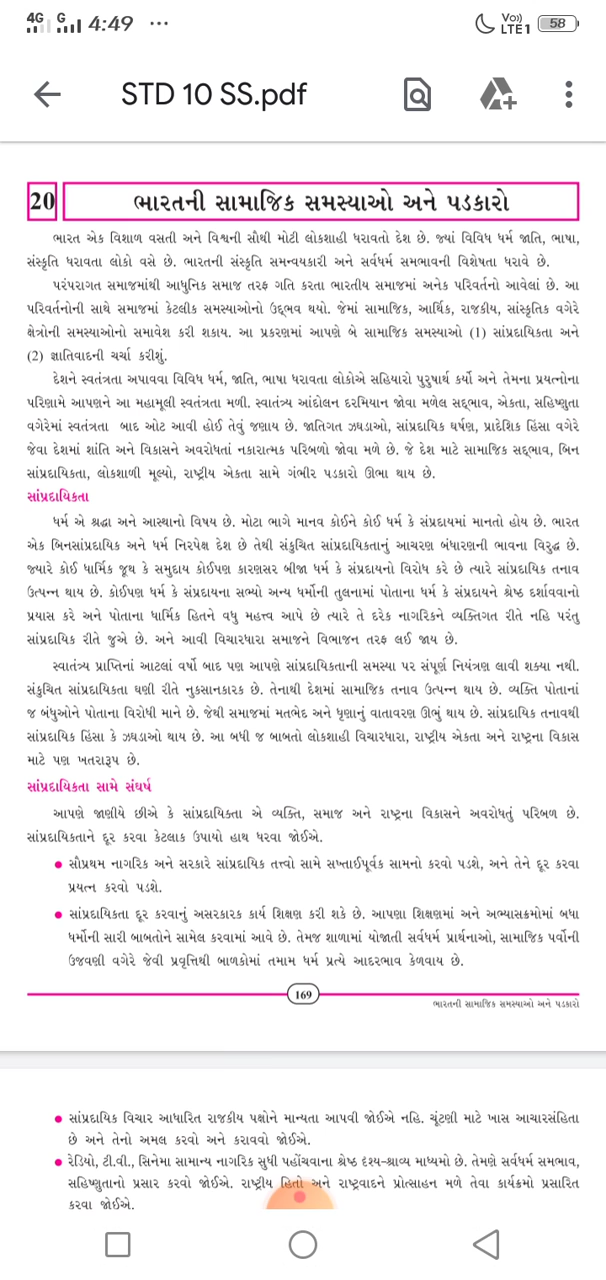 4G G 4:49 ... Vo)) LTE1 58
STD 10 SS.pdf
20 ભારતની સામાજિક સમસ્યાઓ અને પડકારો
ભારત એક વિશાળ વસતી અને વિશ્વની સૌથી મોટી લોકશાહી ધરાવતો દેશ છે. જ્યાં વિવિધ ધર્મ જાતિ, ભાષા,
સંસ્કૃતિ ધરાવતા લોકો વસે છે. ભારતની સંસ્કૃતિ સમન્વયકારી અને સર્વધર્મ સમભાવની વિશેષતા ધરાવે છે.
પરંપરાગત સમાજમાંથી આધુનિક સમાજ તરફ ગતિ કરતા ભારતીય સમાજમાં અનેક પરિવર્તનો આવેલાં છે. આ
પરિવર્તનોની સાથે સમાજમાં કેટલીક સમસ્યાઓનો ઉદ્ભવ થયો. જેમાં સામાજિક, આર્થિક, રાજકીય, સાંસ્કૃતિક વગેરે
ક્ષેત્રોની સમસ્યાઓનો સમાવેશ કરી શકાય. આ પ્રકરણમાં આપણે બે સામાજિક સમસ્યાઓ (1) સાંપ્રદાયિકતા અને
(2) જ્ઞાતિવાદની ચર્ચા કરીશું.
દેશને સ્વતંત્રતા અપાવવા વિવિધ ધર્મ, જાતિ, ભાષા ધરાવતા લોકોએ સહિયારો પુરુષાર્થ કર્યો અને તેમના પ્રયત્નોના
પરિણામે આપણને આ મહામૂલી સ્વતંત્રતા મળી. સ્વાતંત્ર્ય આંદોલન દરમિયાન જોવા મળેલ સદ્ભાવ, એકતા, સહિષ્ણુતા
વગેરેમાં સ્વતંત્રતા બાદ ઓટ આવી હોઈ તેવું જણાય છે. જાતિગત ઝઘડાઓ, સાંપ્રદાયિક ઘર્ષણ, પ્રાદેશિક હિંસા વગેરે
જેવા દેશમાં શાંતિ અને વિકાસને અવરોધતાં નકારાત્મક પરિબળો જોવા મળે છે. જે દેશ માટે સામાજિક સદ્ભાવ, બિન
સાંપ્રદાયિકતા, લોકશાળી મૂલ્યો, રાષ્ટ્રીય એકતા સામે ગંભીર પડકારો ઊભા થાય છે.
સાંપ્રદાયિકતા
ધર્મ એ શ્રદ્ધા અને આસ્થાનો વિષય છે. મોટા ભાગે માનવ કોઈને કોઈ ધર્મ કે સંપ્રદાયમાં માનતો હોય છે. ભારત
એક બિનસાંપ્રદાયિક અને ધર્મ નિરપેક્ષ દેશ છે તેથી સંકુચિત સાંપ્રદાયિકતાનું આચરણ બંધારણની ભાવના વિરુદ્ધ છે.
જ્યારે કોઈ ધાર્મિક જૂથ કે સમુદાય કોઈપણ કારણસર બીજા ધર્મ કે સંપ્રદાયનો વિરોધ કરે છે ત્યારે સાંપ્રદાયિક તનાવ
ઉત્પન્ન થાય છે. કોઈપણ ધર્મ કે સંપ્રદાયના સભ્યો અન્ય ધર્મોની તુલનામાં પોતાના ધર્મ કે સંપ્રદાયને શ્રેષ્ઠ દર્શાવવાનો
પ્રયાસ કરે અને પોતાના ધાર્મિક હિતને વધુ મહત્ત્વ આપે છે ત્યારે તે દરેક નાગરિકને વ્યક્તિગત રીતે નહિ પરંતુ
સાંપ્રદાયિક રીતે જુએ છે. અને આવી વિચારધારા સમાજને વિભાજન તરફ લઈ જાય છે.
સ્વાતંત્ર્ય પ્રાપ્તિનાં આટલાં વર્ષો બાદ પણ આપણે સાંપ્રદાયિકતાની સમસ્યા પર સંપૂર્ણ નિયંત્રણ લાવી શક્યા નથી.
સંકુચિત સાંપ્રદાયિકતા ઘણી રીતે નુકસાનકારક છે. તેનાથી દેશમાં સામાજિક તનાવ ઉત્પન્ન થાય છે. વ્યક્તિ પોતાનાં
જ બંધુઓને પોતાના વિરોધી માને છે. જેથી સમાજમાં મતભેદ અને ધૃણાનું વાતાવરણ ઊભું થાય છે. સાંપ્રદાયિક તનાવથી
સાંપ્રદાયિક હિંસા કે ઝઘડાઓ થાય છે. આ બધી જ બાબતો લોકશાહી વિચારધારા, રાષ્ટ્રીય એકતા અને રાષ્ટ્રના વિકાસ
માટે પણ ખતરારૂપ છે.
સાંપ્રદાયિકતા સામે સંઘર્ષ
આપણે જાણીયે છીએ કે સાંપ્રદાયિક્તા એ વ્યક્તિ, સમાજ અને રાષ્ટ્રના વિકાસને અવરોધતું પરિબળ છે.
સાંપ્રદાયિકતાને દૂર કરવા કેટલાક ઉપાયો હાથ ધરવા જોઈએ.
● સૌપ્રથમ નાગરિક અને સરકારે સાંપ્રદાયિક તત્ત્વો સામે સખ્તાઈપૂર્વક સામનો કરવો પડશે, અને તેને દૂર કરવા
પ્રયત્ન કરવો પડશે.
● સાંપ્રદાયિકતા દૂર કરવાનું અસરકારક કાર્ય શિક્ષણ કરી શકે છે. આપણા શિક્ષણમાં અને અભ્યાસક્રમોમાં બધા
ધર્મોની સારી બાબતોને સામેલ કરવામાં આવે છે. તેમજ શાળામાં યોજાતી સર્વધર્મ પ્રાર્થનાઓ, સામાજિક પર્વોની
ઉજવણી વગેરે જેવી પ્રવૃત્તિથી બાળકોમાં તમામ ધર્મ પ્રત્યે આદરભાવ કેળવાય છે.
169
ભારતની સામાજિક સમસ્યાઓ અને પડકારો
● સાંપ્રદાયિક વિચાર આધારિત રાજકીય પક્ષોને માન્યતા આપવી જોઈએ નહિ. ચૂંટણી માટે ખાસ આચારસંહિતા
છે અને તેનો અમલ કરવો અને કરાવવો જોઈએ.
● રેડિયો, ટી.વી., સિનેમા સામાન્ય નાગરિક સુધી પહોંચવાના શ્રેષ્ઠ દૃશ્ય-શ્રાવ્ય માધ્યમો છે. તેમણે સર્વધર્મ સમભાવ,
સહિષ્ણુતાનો પ્રસાર કરવો જોઈએ. રાષ્ટ્રીય હિતો અને રાષ્ટ્રવાદને પ્રોત્સાહન મળે તેવા કાર્યક્રમો પ્રસારિત
કરવા જોઈએ.